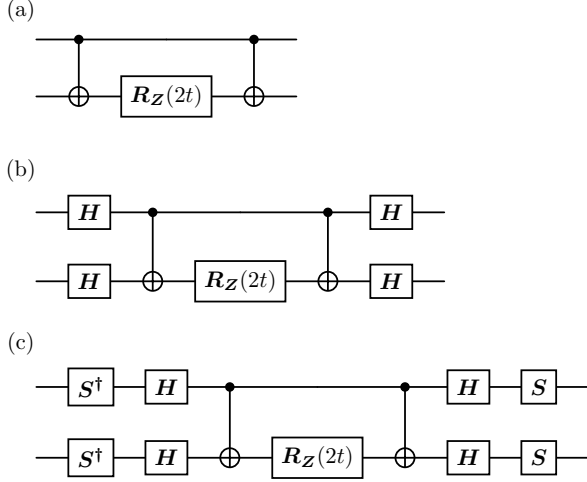 (a)
R_Z(2t)
(b)
H H
H R_Z(2t) H
(c)
S† H H S
S† H R_Z(2t) H S